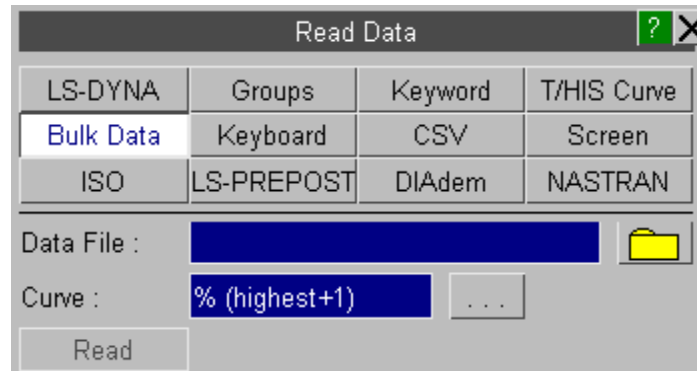 Read Data ? X
LS-DYNA Groups Keyword T/HIS Curve
Bulk Data Keyboard CSV Screen
ISO LS-PREPOST DIAdem NASTRAN
Data File :
Curve : % (highest+1) ...
Read